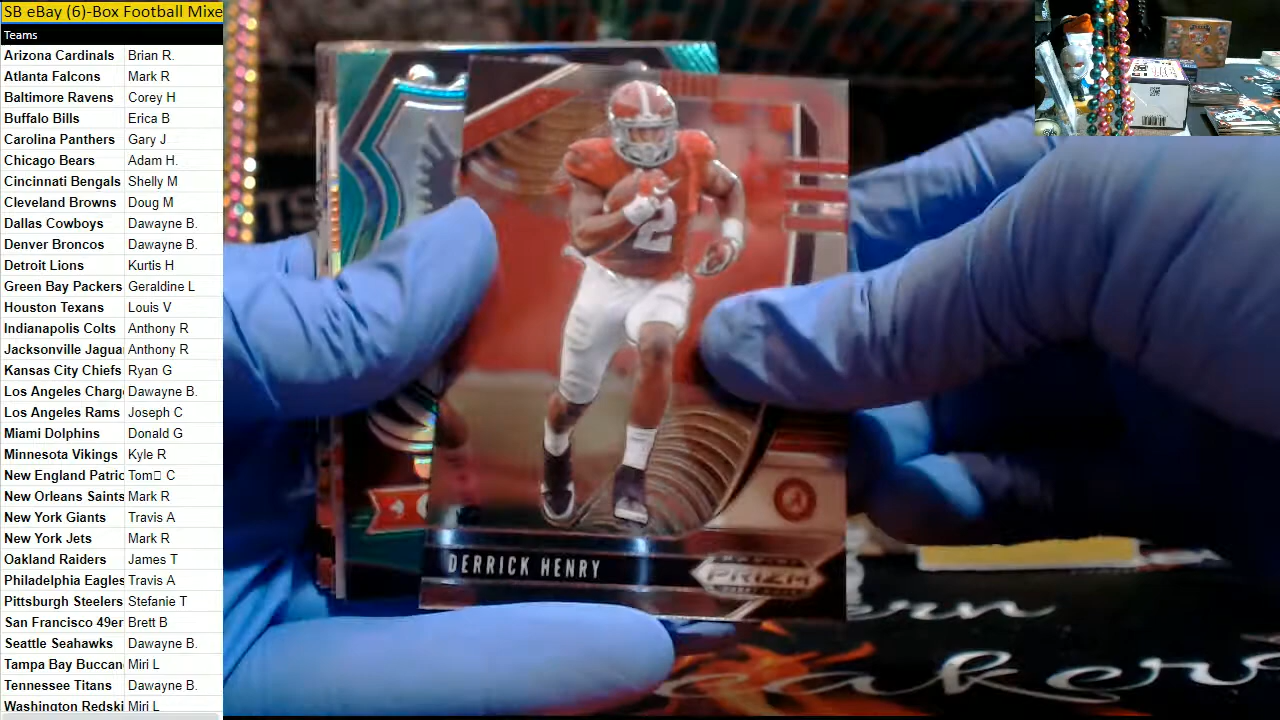 SB eBay (6)-Box Football Mixe
Teams
Arizona Cardinals Brian R.
Atlanta Falcons Mark R
Baltimore Ravens Corey H
Buffalo Bills Erica B
Carolina Panthers Gary J
Chicago Bears Adam H.
Cincinnati Bengals Shelly M
Cleveland Browns Doug M
Dallas Cowboys Dawayne B.
Denver Broncos Dawayne B.
Detroit Lions Kurtis H
Green Bay Packers Geraldine L
Houston Texans Louis V
Indianapolis Colts Anthony R
Jacksonville Jagua Anthony R
Kansas City Chiefs Ryan G
Los Angeles Charg Dawayne B.
Los Angeles Rams Joseph C
Miami Dolphins Donald G
Minnesota Vikings Kyle R
New England Patric Tom□ C
New Orleans Saints Mark R
New York Giants Travis A
New York Jets Mark R
Oakland Raiders James T
Philadelphia Eagles Travis A
Pittsburgh Steelers Stefanie T
San Francisco 49er Brett B
Seattle Seahawks Dawayne B.
Tampa Bay Buccan Miri L
Tennessee Titans Dawayne B.
Washington Redski Miri L
2
DERRICK HENRY
PRIZM